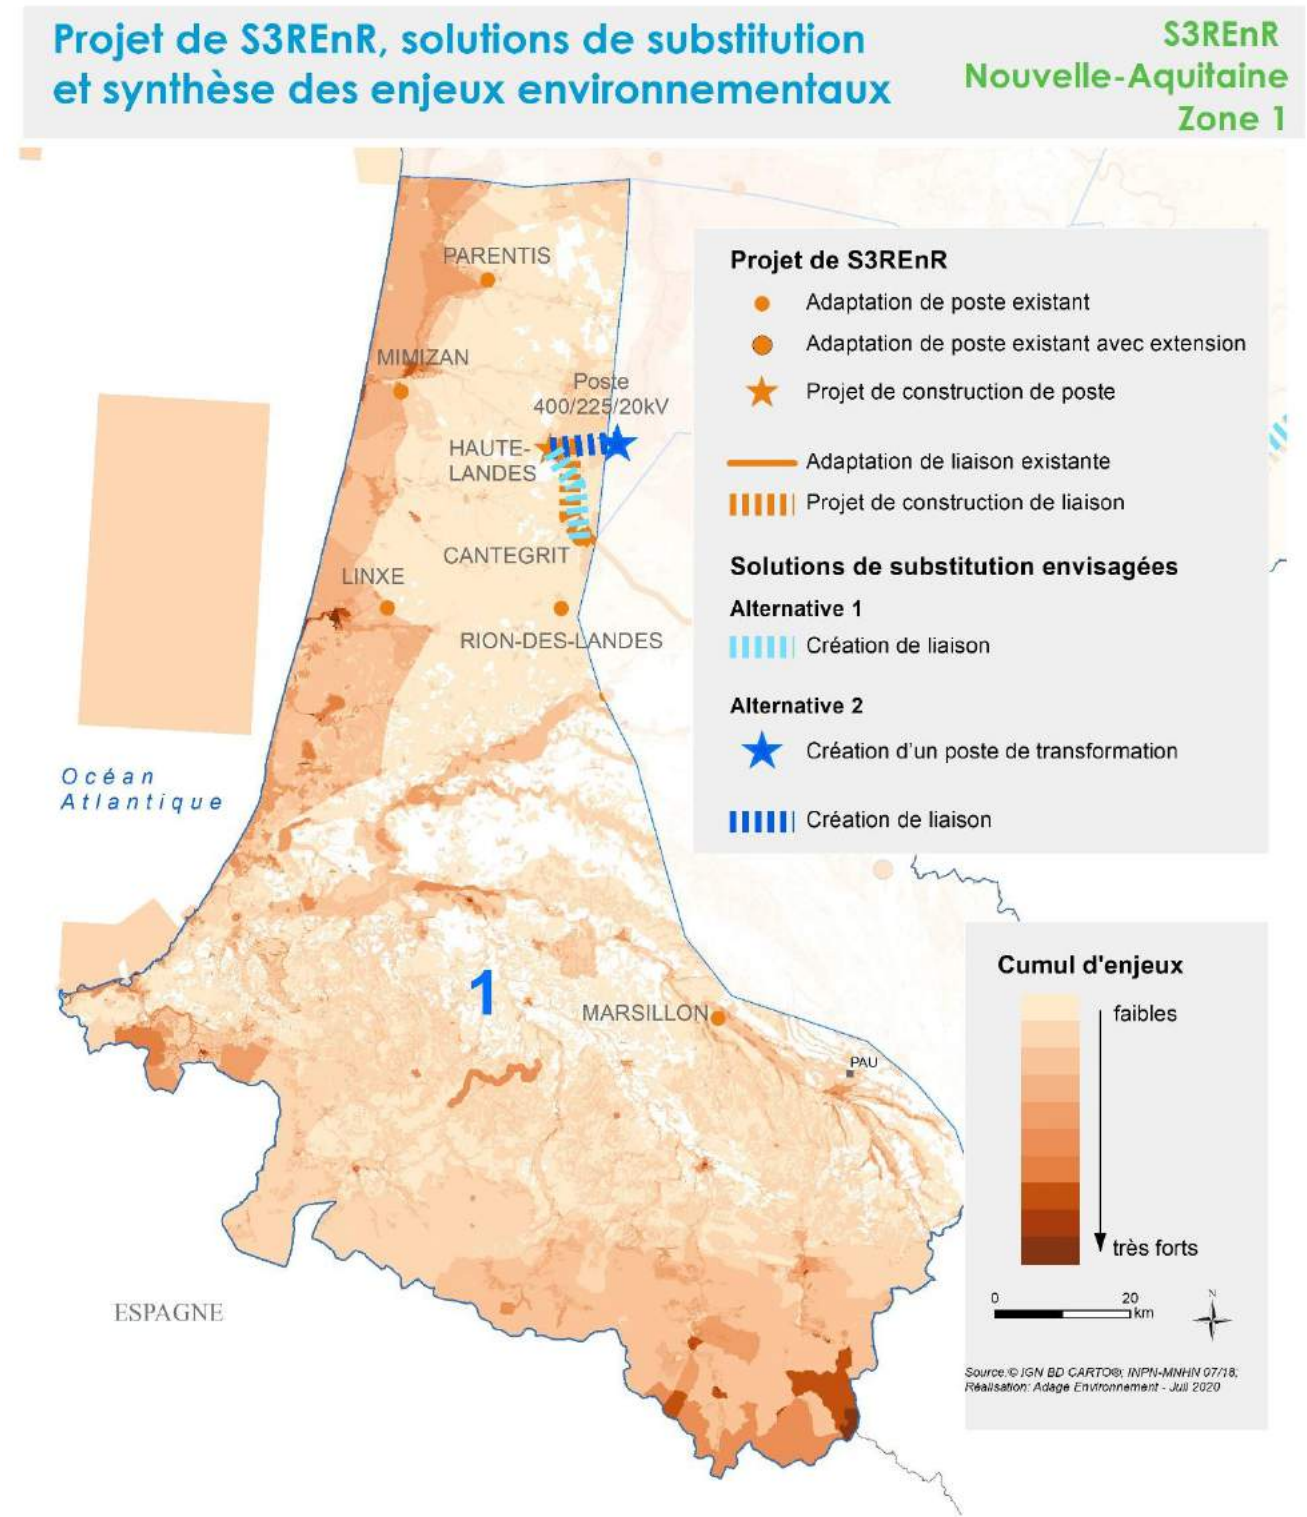 Projet de S3REnR, solutions de substitution
et synthèse des enjeux environnementaux
S3REnR
Nouvelle-Aquitaine
Zone 1
PARENTIS
MIMIZAN
Poste
400/225/20kV
HAUTE-
LANDES
CANTEGRIT
LINXE
RION-DES-LANDES
Océan
Atlantique
1
MARSILLON
PAU
ESPAGNE
Projet de S3REnR
Adaptation de poste existant
Adaptation de poste existant avec extension
Projet de construction de poste
Adaptation de liaison existante
Projet de construction de liaison
Solutions de substitution envisagées
Alternative 1
Création de liaison
Alternative 2
Création d'un poste de transformation
Création de liaison
Cumul d'enjeux
faibles
très forts
0 20
km
N
Source:© IGN BD CARTO®; INPN-MNHN 07/18;
Réalisation: Adage Environnement - Juil 2020